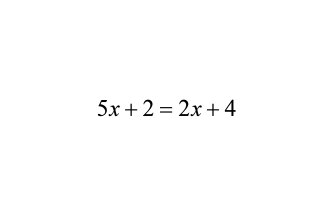 5x + 2 = 2x + 4